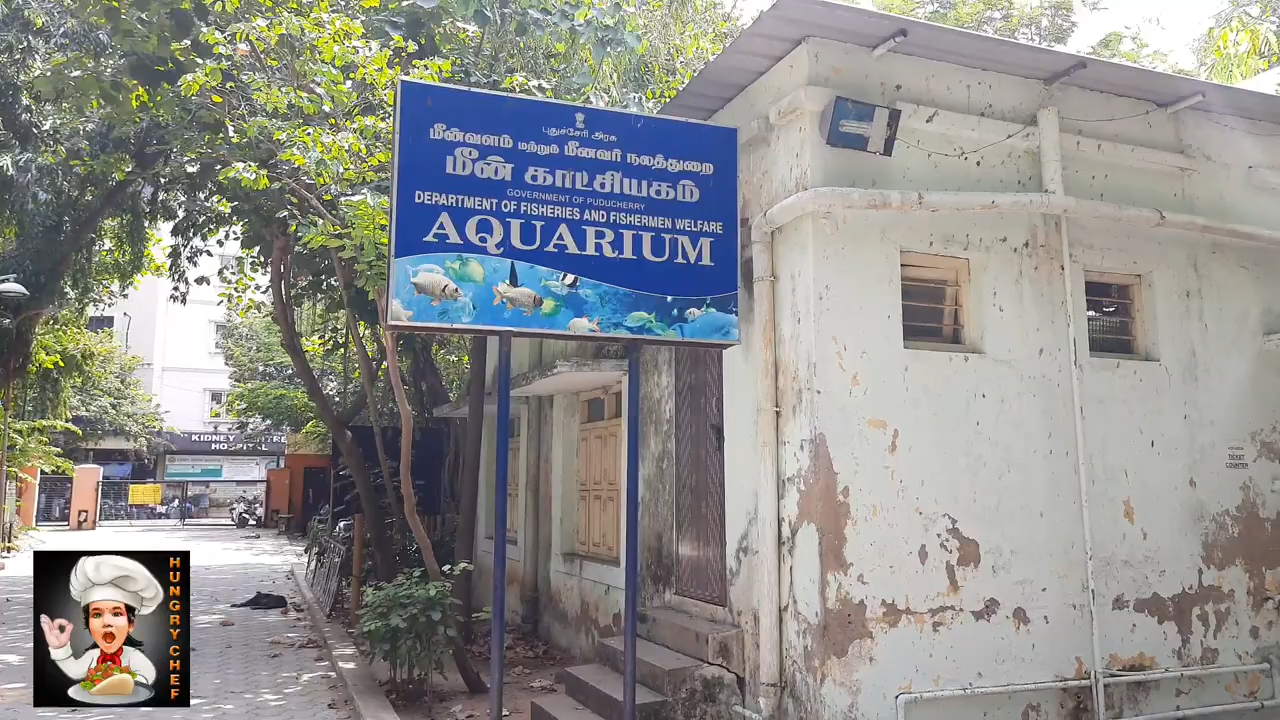 புதுச்சேரி அரசு
மீன்வளம் மற்றும் மீனவர் நலத்துறை
மீன் காட்சியகம்
GOVERNMENT OF PUDUCHERRY
DEPARTMENT OF FISHERIES AND FISHERMEN WELFARE
AQUARIUM
KIDNEY CENTRE
HOSPITAL
TICKET
COUNTER
HUNGRY CHEF